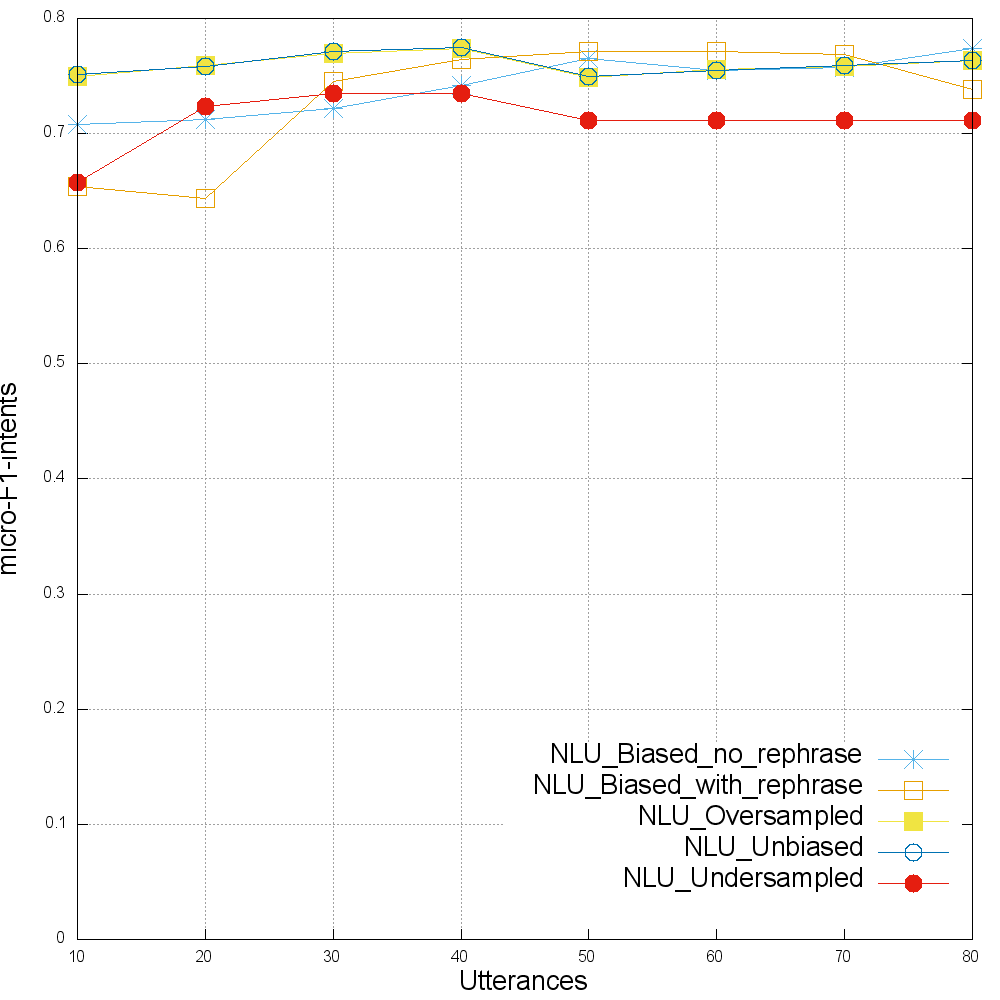 0.8
0.7
0.6
0.5
0.4
0.3
0.2
0.1
0
micro-F1-intents
NLU_Biased_no_rephrase
NLU_Biased_with_rephrase
NLU_Oversampled
NLU_Unbiased
NLU_Undersampled
10 20 30 40 50 60 70 80
Utterances